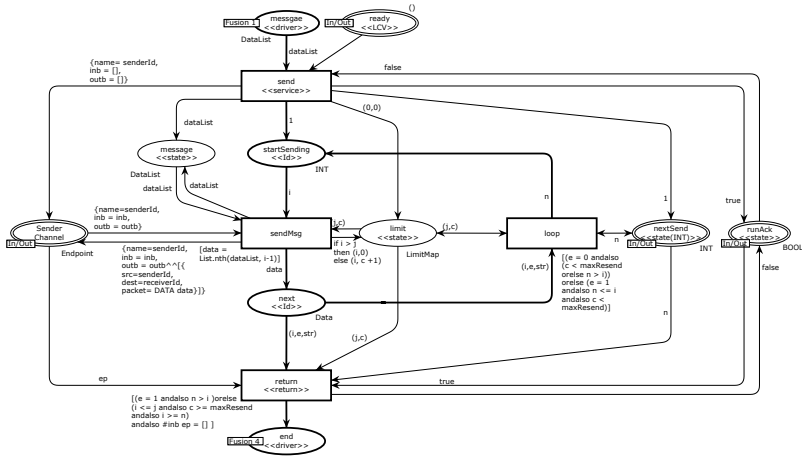 messgae
<<driver>>
Fusion 1
DataList
dataList
ready
<<LCV>>
In/Out
()
{name= senderId,
inb = [],
outb = []}
send
<<service>>
false
dataList
1
(0,0)
1
true
message
<<state>>
DataList
dataList
dataList
startSending
<<Id>>
INT
i
n
Sender
Channel
In/Out
Endpoint
{name=senderId,
inb = inb,
outb = outb}
{name=senderId,
inb = inb,
outb = outb^^[{
src=senderId,
dest=receiverId,
packet= DATA data}]}
sendMsg
[data =
List.nth(dataList, i-1)]
data
(j,c)
if i > j
then (i,0)
else (i, c +1)
limit
<<state>>
LimitMap
(j,c)
loop
n
(i,e,str)
[(e = 0 andalso
(c < maxResend
orelse n > i))
orelse (e = 1
andalso n <= i
andalso c <
maxResend)]
nextSend
<<state(INT)>>
In/Out
INT
runAck
<<state>>
In/Out
BOOL
false
next
<<Id>>
Data
(i,e,str)
(j,c)
n
ep
true
return
<<return>>
[(e = 1 andalso n > i )orelse
(i <= j andalso c >= maxResend
andalso i >= n)
andalso #inb ep = [] ]
end
<<driver>>
Fusion 4